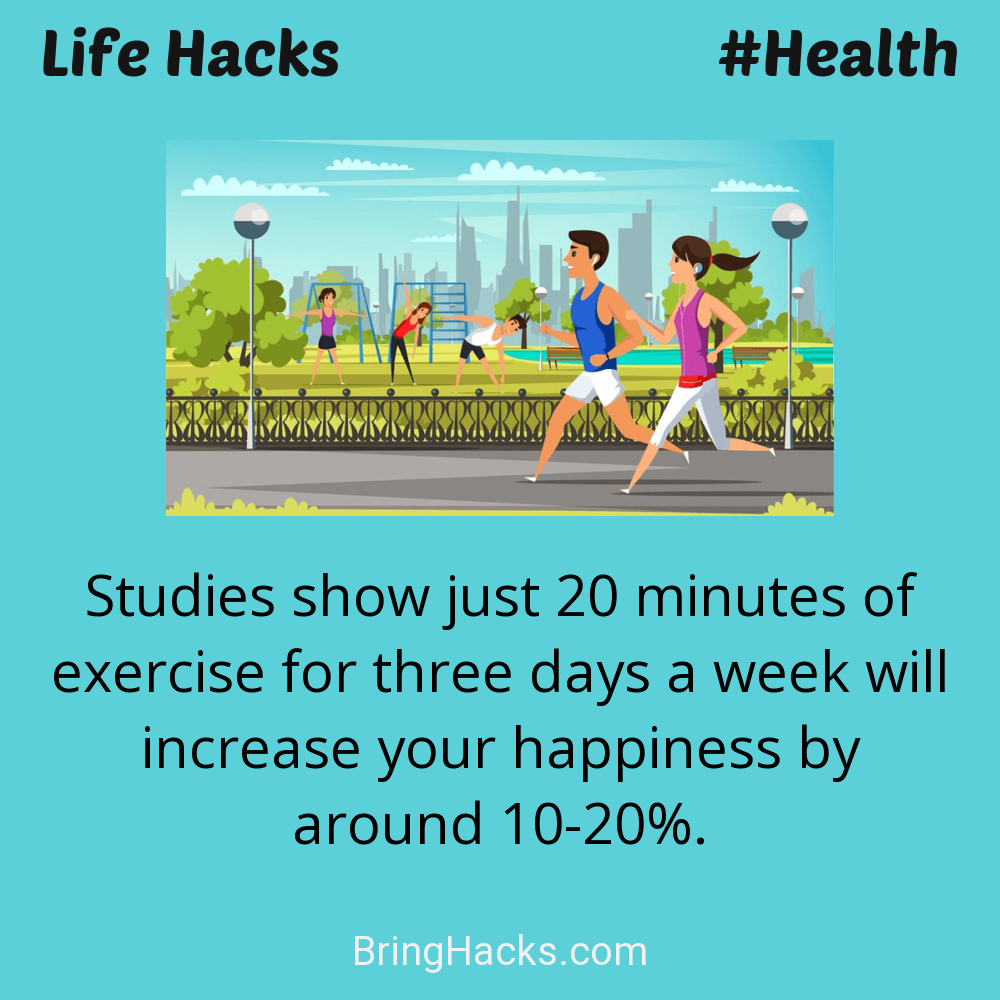 Life Hacks
#Health
Studies show just 20 minutes of
exercise for three days a week will
increase your happiness by
around 10-20%.
BringHacks.com